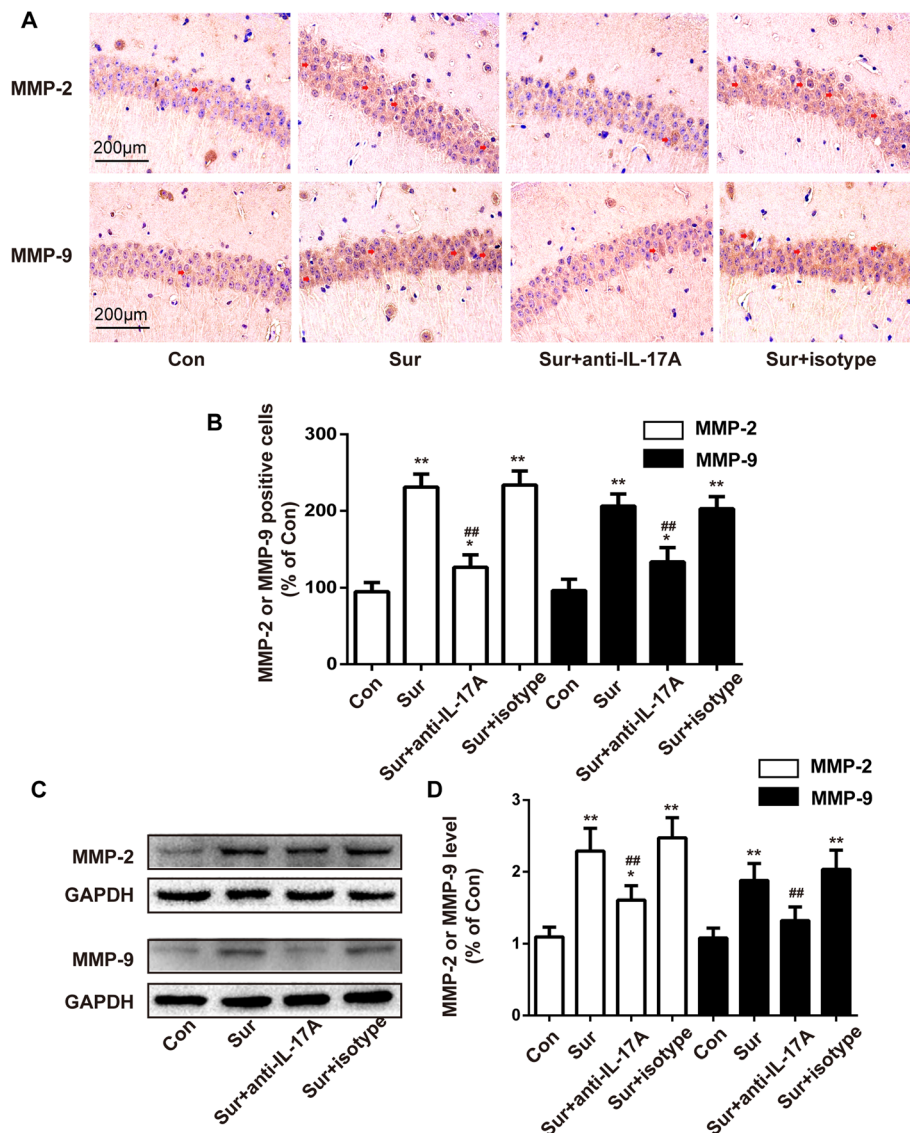 A
MMP-2
200μm
MMP-9
200μm
Con
Sur
Sur+anti-IL-17A
Sur+isotype
B
MMP-2 or MMP-9 positive cells
(% of Con)
300
200
100
0
MMP-2
MMP-9
**
##
*
**
**
##
*
**
Con
Sur
Sur+anti-IL-17A
Sur+isotype
Con
Sur
Sur+anti-IL-17A
Sur+isotype
C
MMP-2
GAPDH
MMP-9
GAPDH
Con
Sur
Sur+anti-IL-17A
Sur+isotype
D
MMP-2 or MMP-9 level
(% of Con)
3
2
1
0
MMP-2
MMP-9
**
##
*
**
**
##
**
Con
Sur
Sur+anti-IL-17A
Sur+isotype
Con
Sur
Sur+anti-IL-17A
Sur+isotype